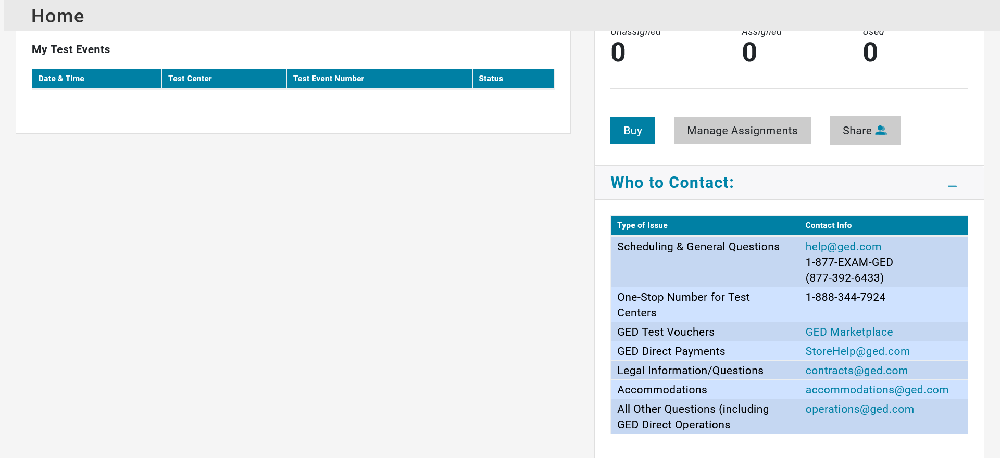 Home
My Test Events
Date & Time Test Center Test Event Number Status
Unassigned Assigned Used
0 0 0
Buy Manage Assignments Share
Who to Contact:
Type of Issue Contact Info
Scheduling & General Questions help@ged.com
1-877-EXAM-GED
(877-392-6433)
One-Stop Number for Test 1-888-344-7924
Centers
GED Test Vouchers GED Marketplace
GED Direct Payments StoreHelp@ged.com
Legal Information/Questions contracts@ged.com
Accommodations accommodations@ged.com
All Other Questions (including operations@ged.com
GED Direct Operations